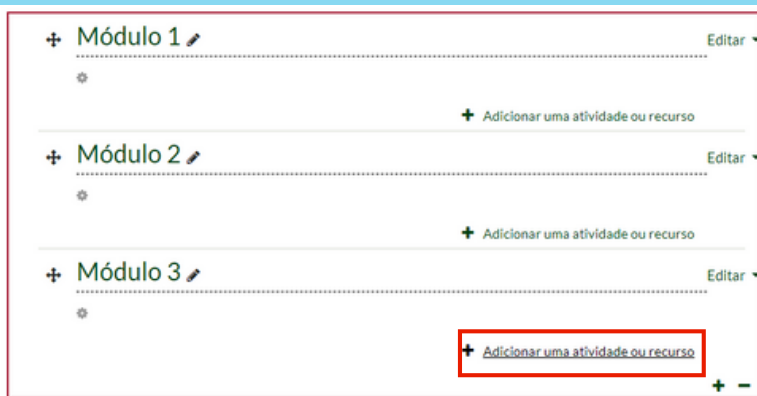 Módulo 1
Editar
Adicionar uma atividade ou recurso
Módulo 2
Editar
Adicionar uma atividade ou recurso
Módulo 3
Editar
Adicionar uma atividade ou recurso